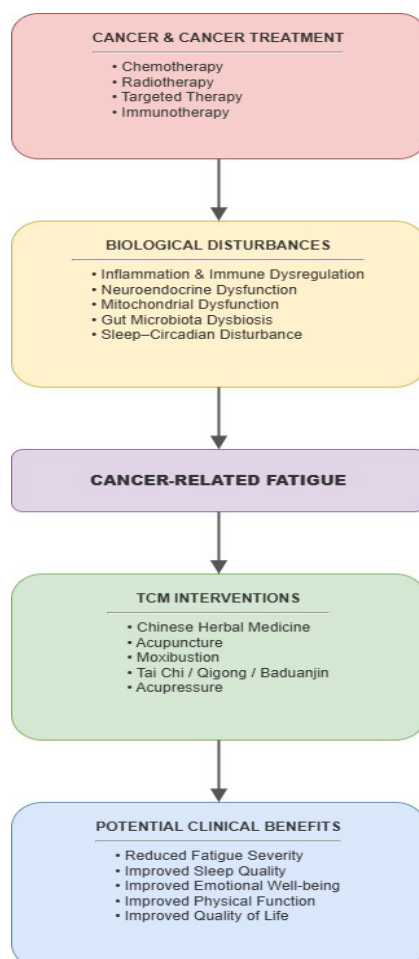 CANCER & CANCER TREATMENT
• Chemotherapy
• Radiotherapy
• Targeted Therapy
• Immunotherapy
BIOLOGICAL DISTURBANCES
• Inflammation & Immune Dysregulation
• Neuroendocrine Dysfunction
• Mitochondrial Dysfunction
• Gut Microbiota Dysbiosis
• Sleep–Circadian Disturbance
CANCER-RELATED FATIGUE
TCM INTERVENTIONS
• Chinese Herbal Medicine
• Acupuncture
• Moxibustion
• Tai Chi / Qigong / Baduanjin
• Acupressure
POTENTIAL CLINICAL BENEFITS
• Reduced Fatigue Severity
• Improved Sleep Quality
• Improved Emotional Well-being
• Improved Physical Function
• Improved Quality of Life